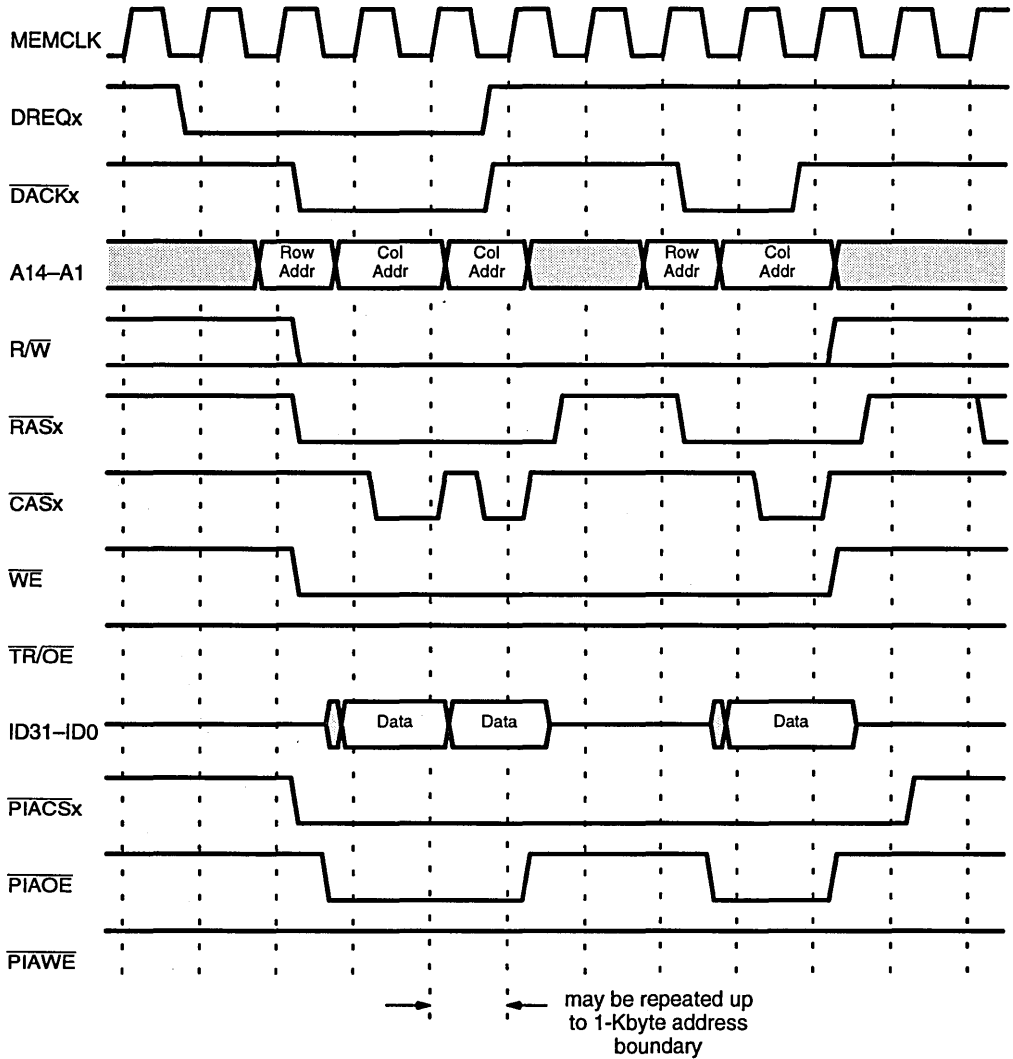 MEMCLK
DREQx
DACKx
A14–A1
Row
Addr
Col
Addr
Col
Addr
Row
Addr
Col
Addr
R/W
RASx
CASx
WE
TR/OE
ID31–ID0
Data
Data
Data
PIACSx
PIAOE
PIAWE
may be repeated up
to 1-Kbyte address
boundary